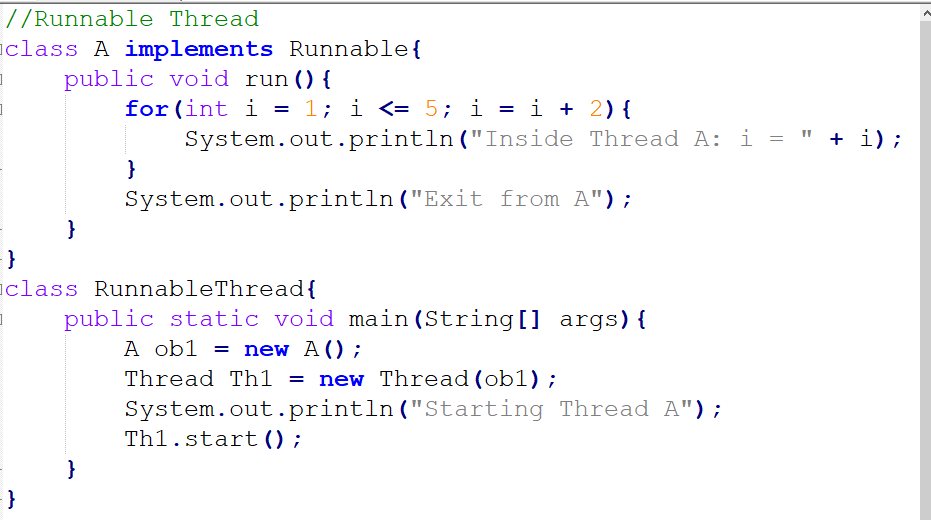 //Runnable Thread
class A implements Runnable{
    public void run(){
        for(int i = 1; i <= 5; i = i + 2){
            System.out.println("Inside Thread A: i = " + i);
        }
        System.out.println("Exit from A");
    }
}
class RunnableThread{
    public static void main(String[] args){
        A ob1 = new A();
        Thread Th1 = new Thread(ob1);
        System.out.println("Starting Thread A");
        Th1.start();
    }
}